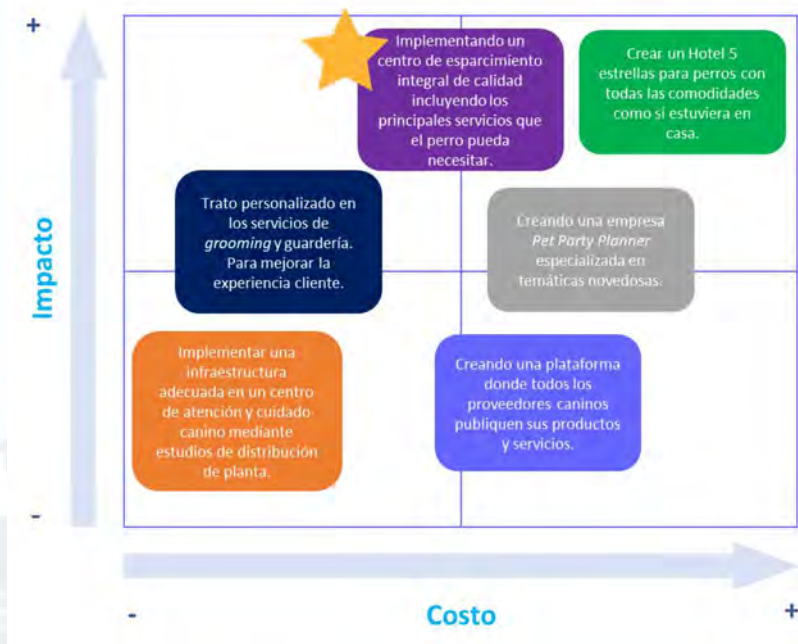 +
Implementando un
centro de esparcimiento
integral de calidad
incluyendo los
principales servicios que
el perro pueda
necesitar.
Crear un Hotel 5
estrellas para perros con
todas las comodidades
como si estuviera en
casa.
Trato personalizado en
los servicios de
grooming y guardería.
Para mejorar la
experiencia cliente.
Creando una empresa
Pet Party Planner
especializada en
temáticas novedosas.
Impacto
Implementar una
infraestructura
adecuada en un centro
de atención y cuidado
canino mediante
estudios de distribución
de planta.
Creando una plataforma
donde todos los
proveedores caninos
publiquen sus productos
y servicios.
-
-
Costo
+